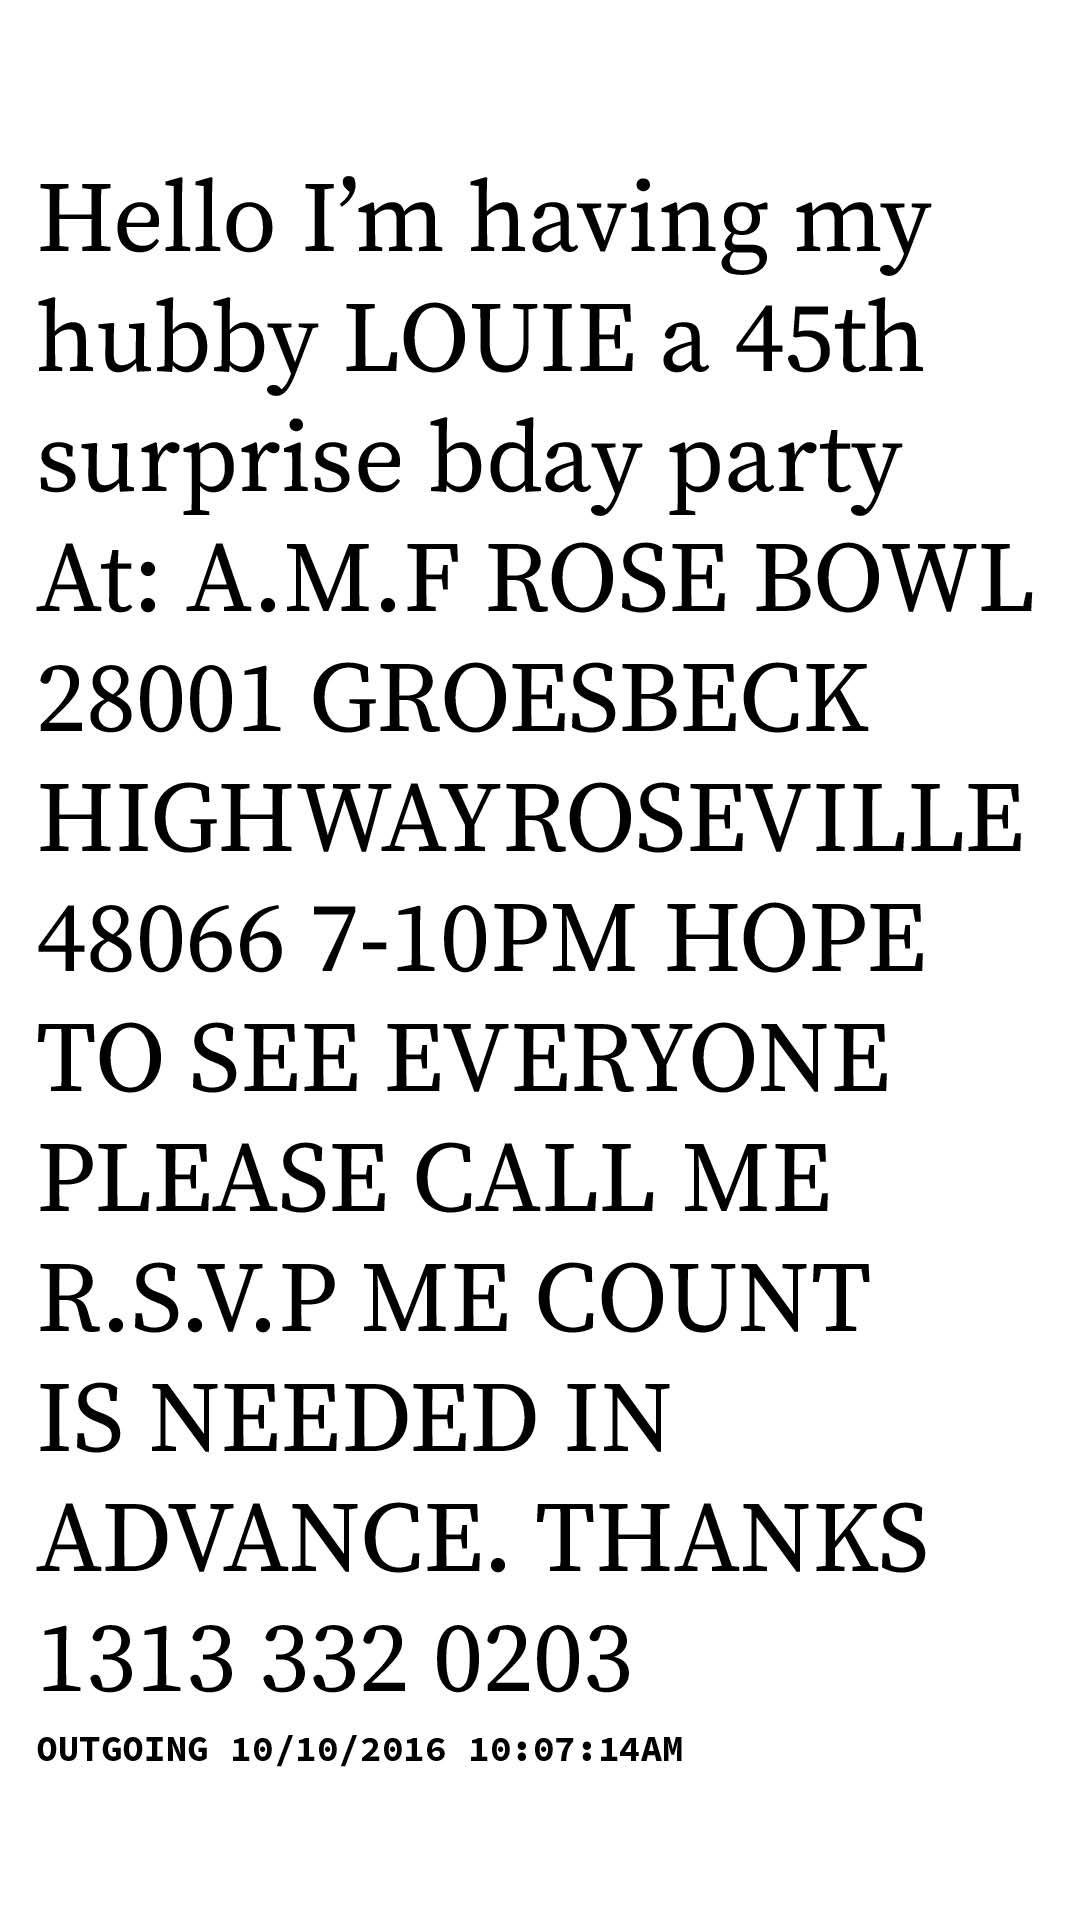 Hello I’m having my
hubby LOUIE a 45th
surprise bday party
At: A.M.F ROSE BOWL
28001 GROESBECK
HIGHWAYROSEVILLE
48066 7-10PM HOPE
TO SEE EVERYONE
PLEASE CALL ME
R.S.V.P ME COUNT
IS NEEDED IN
ADVANCE. THANKS
1313 332 0203
OUTGOING 10/10/2016 10:07:14AM